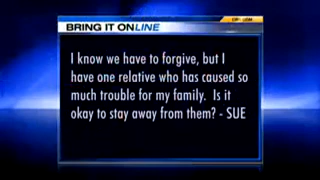 BRING IT ONLINE
I know we have to forgive, but I
have one relative who has caused so
much trouble for my family.  Is it
okay to stay away from them? - SUE